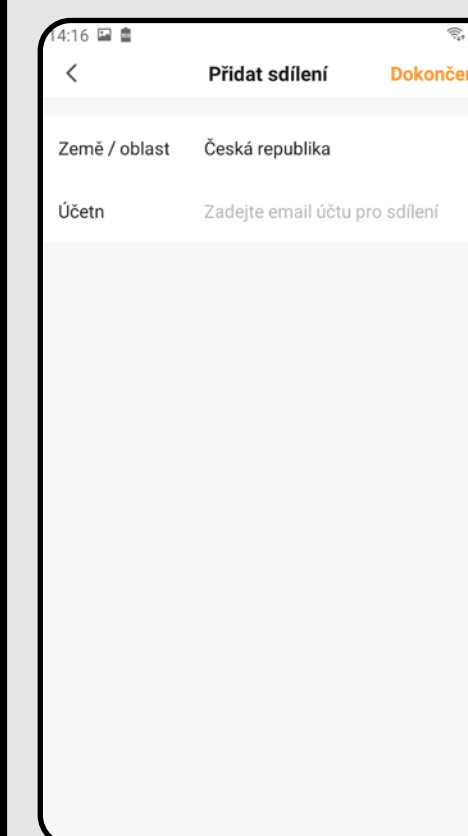 14:16
Přidat sdílení
Země / oblast Česká republika
Účetn Zadejte email účtu pro sdílení